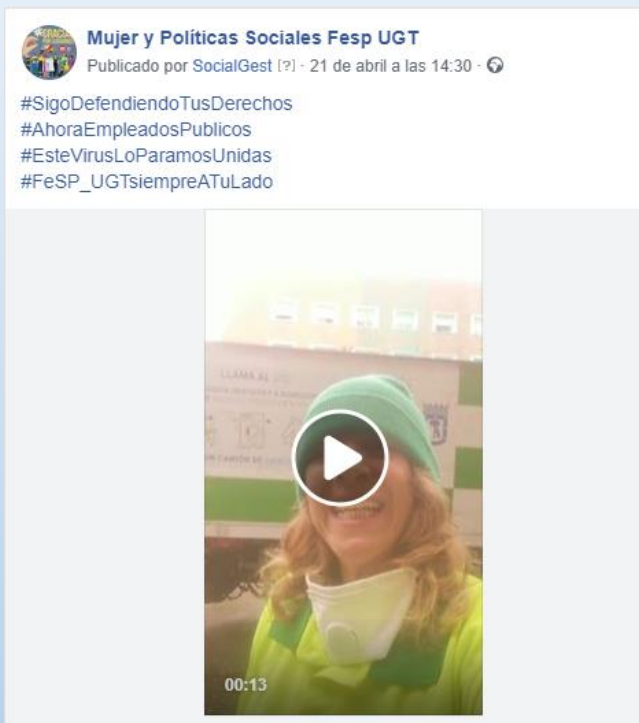 Mujer y Políticas Sociales Fesp UGT
Publicado por SocialGest [?] · 21 de abril a las 14:30 ·
#SigoDefendiendoTusDerechos
#AhoraEmpleadosPublicos
#EsteVirusLoParamosUnidas
#FeSP_UGTsiempreATuLado
LLAMA AL
00:13